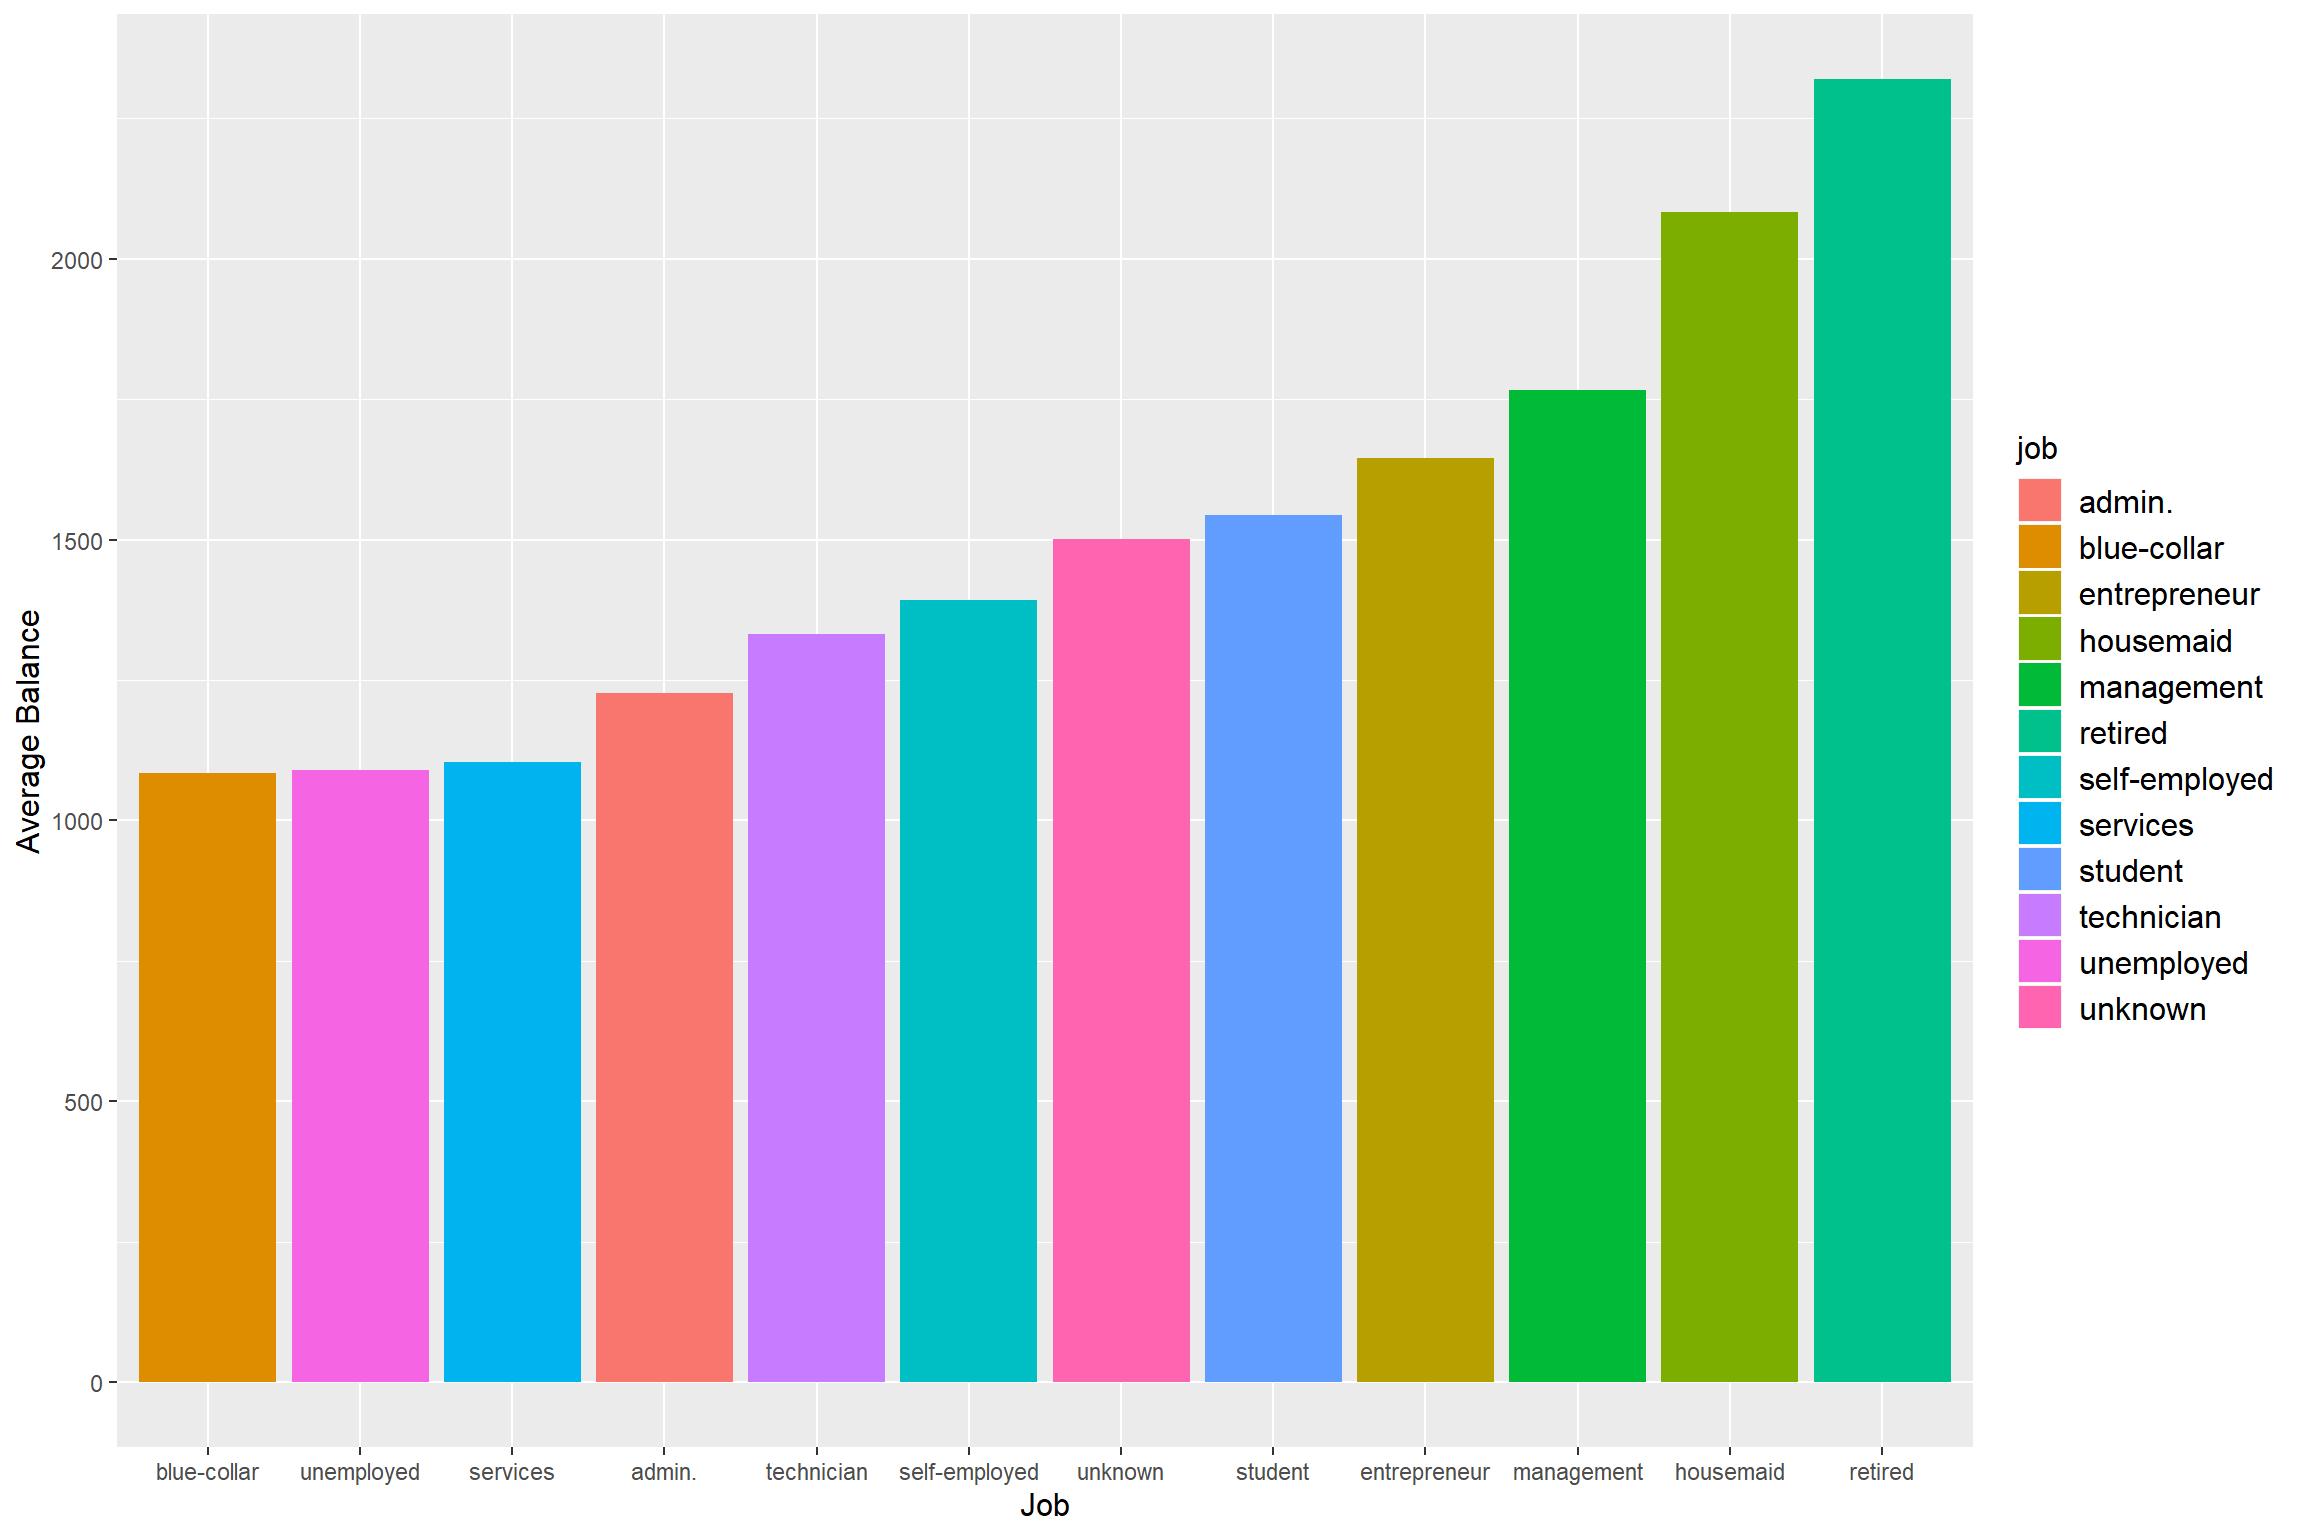 2000
1500
1000
500
0
Average Balance
blue-collar unemployed services admin. technician self-employed unknown student entrepreneur management housemaid retired
Job
job
admin.
blue-collar
entrepreneur
housemaid
management
retired
self-employed
services
student
technician
unemployed
unknown